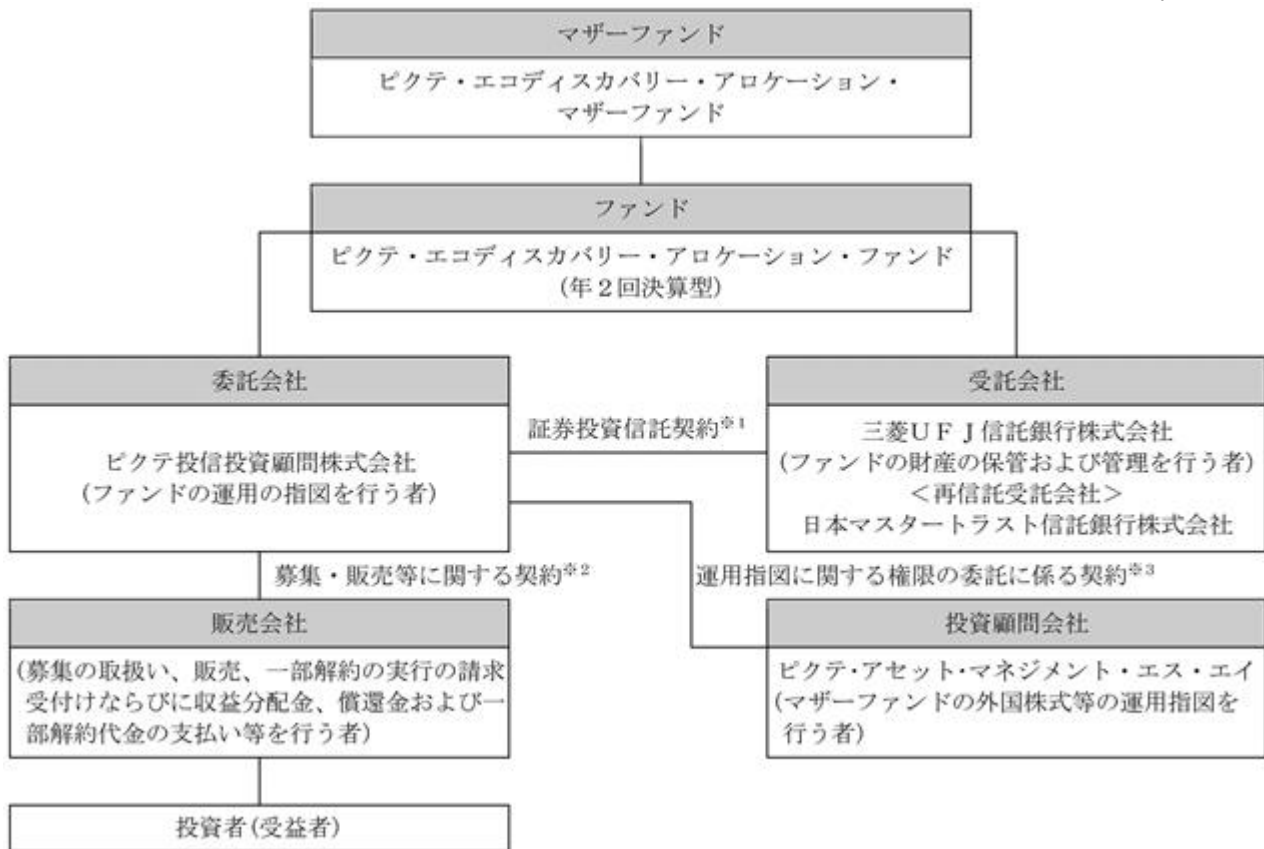 マザーファンド
ピクテ・エコディスカバリー・アロケーション・
マザーファンド
ファンド
ピクテ・エコディスカバリー・アロケーション・ファンド
(年２回決算型)
委託会社
ピクテ投信投資顧問株式会社
(ファンドの運用の指図を行う者)
証券投資信託契約※1
受託会社
三菱ＵＦＪ信託銀行株式会社
(ファンドの財産の保管および管理を行う者)
＜再信託受託会社＞
日本マスタートラスト信託銀行株式会社
募集・販売等に関する契約※2
運用指図に関する権限の委託に係る契約※3
販売会社
(募集の取扱い、販売、一部解約の実行の請求
受付けならびに収益分配金、償還金および一
部解約代金の支払い等を行う者)
投資顧問会社
ピクテ・アセット・マネジメント・エス・エイ
(マザーファンドの外国株式等の運用指図を
行う者)
投資者(受益者)